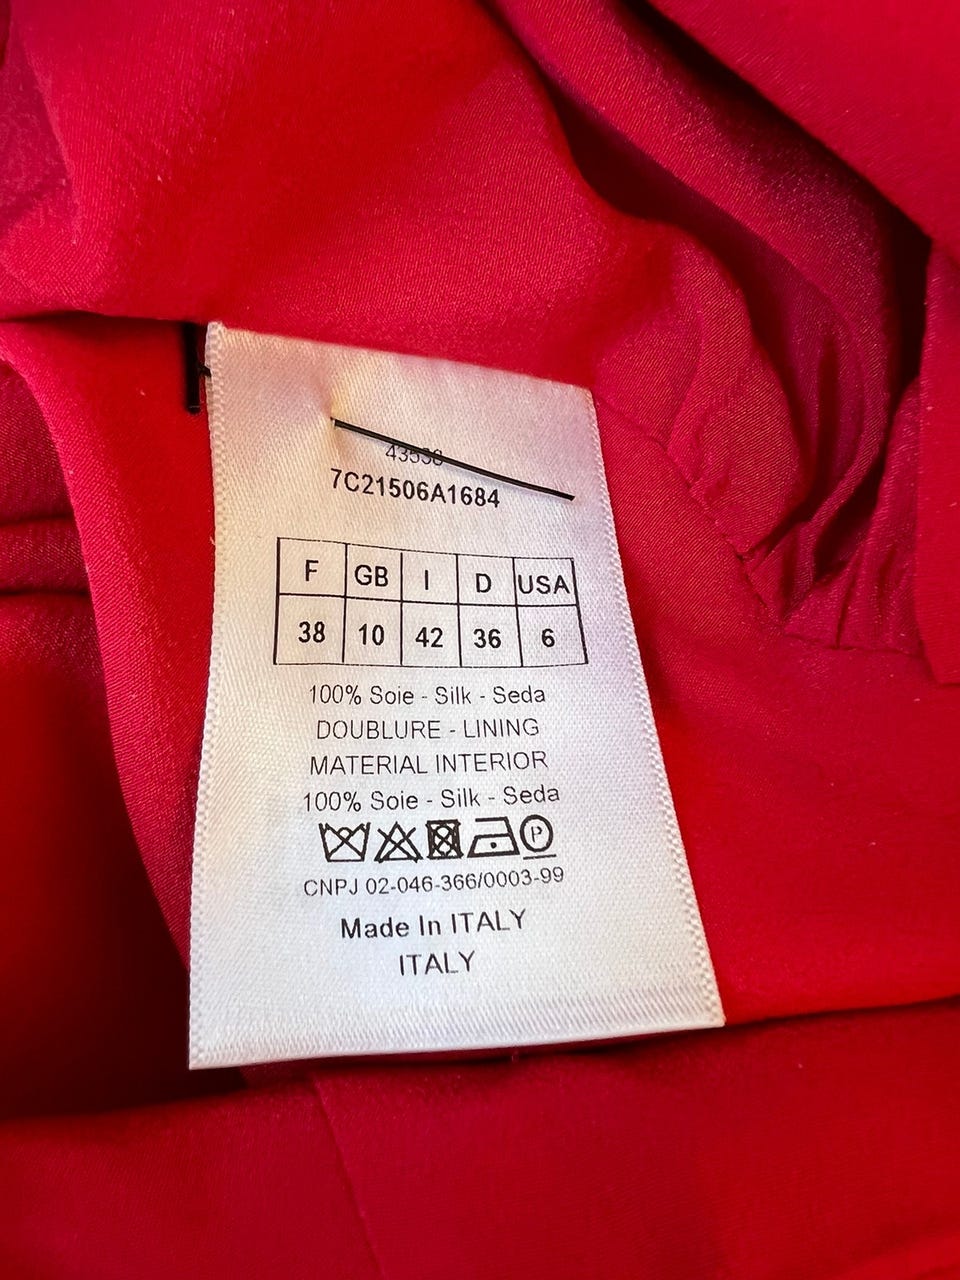 7C21506A1684
F GB I D USA
38 10 42 36 6
100% Soie - Silk - Seda
DOUBLURE - LINING
MATERIAL INTERIOR
100% Soie - Silk - Seda
P
CNPJ 02-046-366/0003-99
Made In ITALY
ITALY